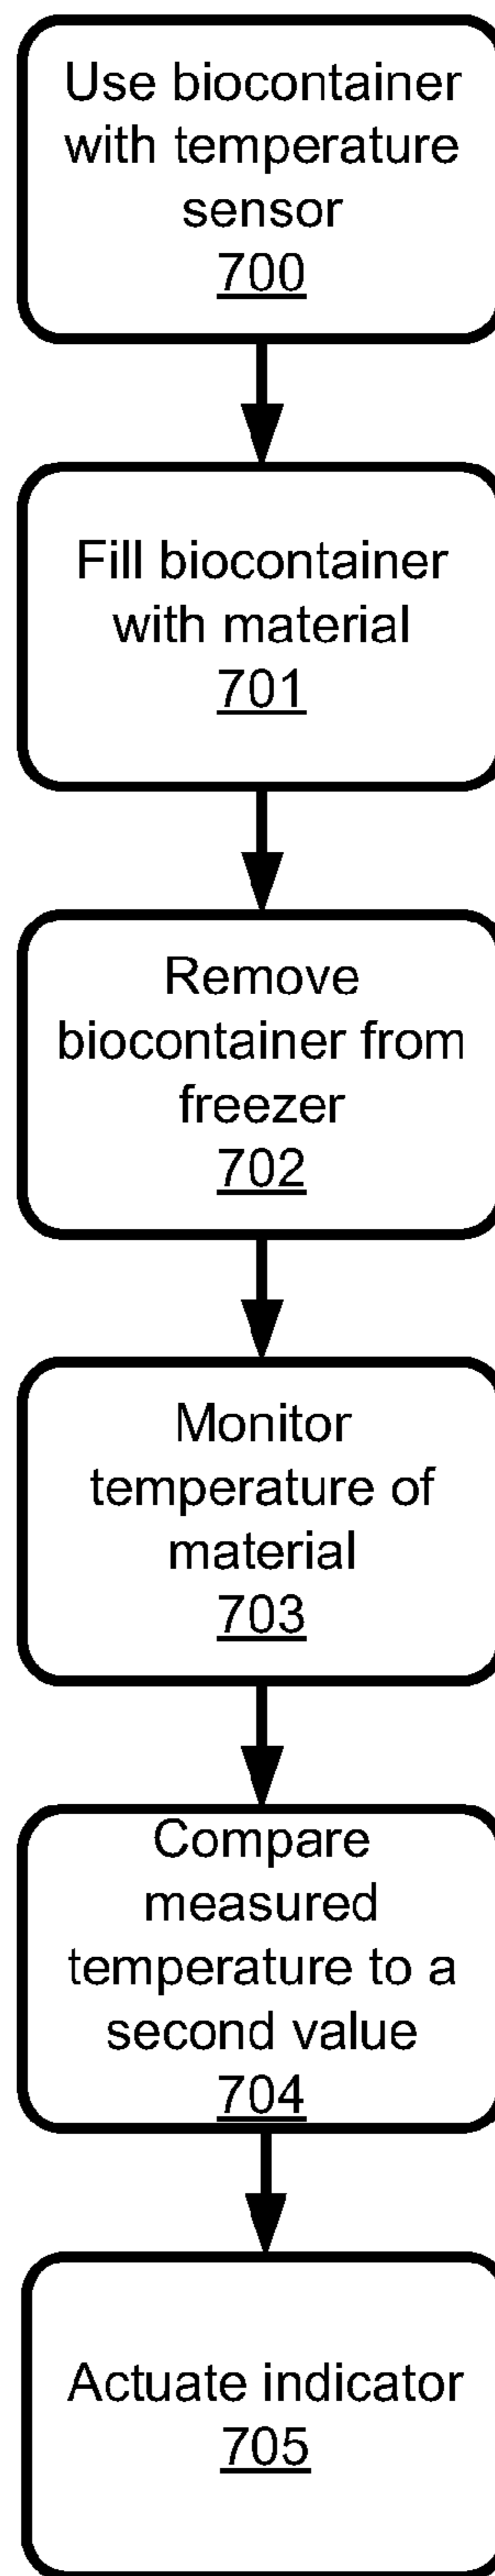 Use biocontainer
with temperature
sensor
700
Fill biocontainer
with material
701
Remove
biocontainer from
freezer
702
Monitor
temperature of
material
703
Compare
measured
temperature to a
second value
704
Actuate indicator
705